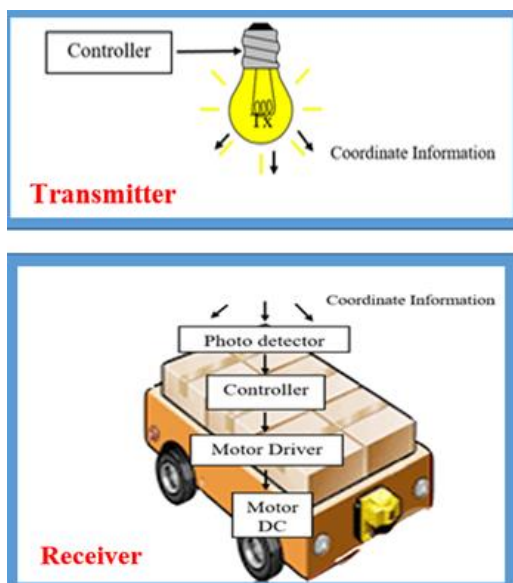 Controller
Tx
Coordinate Information
Transmitter
Coordinate Information
Photo detector
Controller
Motor Driver
Motor
DC
Receiver